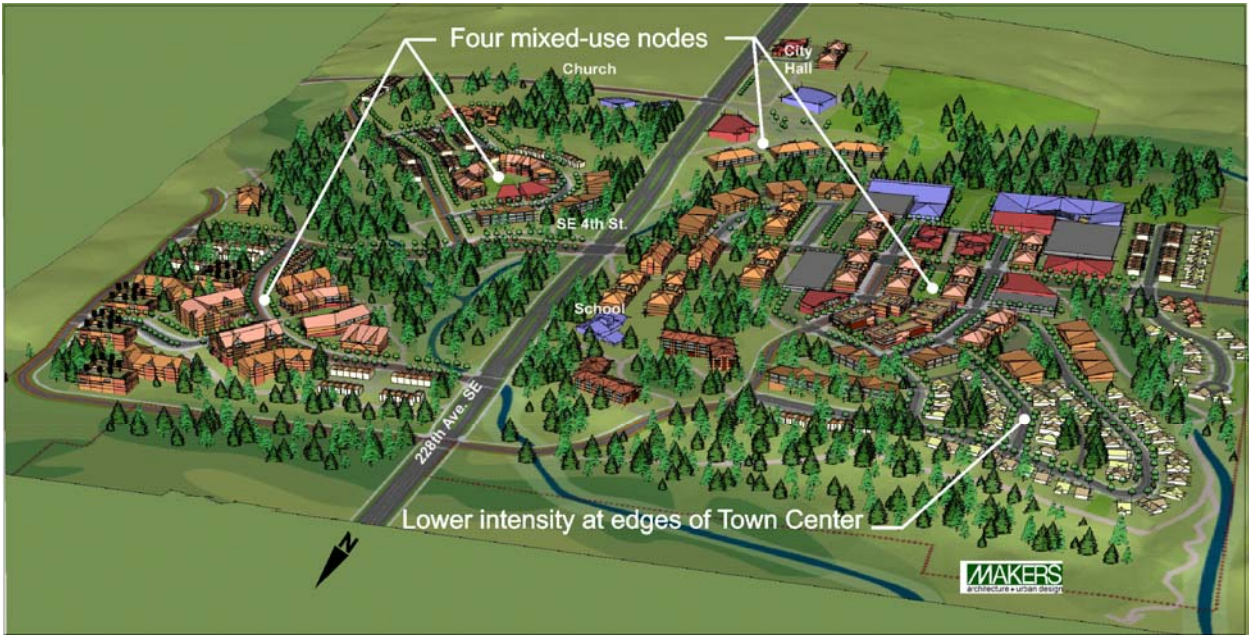 Four mixed-use nodes
Church
City
Hall
SE 4th St.
School
228th Ave. SE
Lower intensity at edges of Town Center
N
MAKERS
architecture + urban design